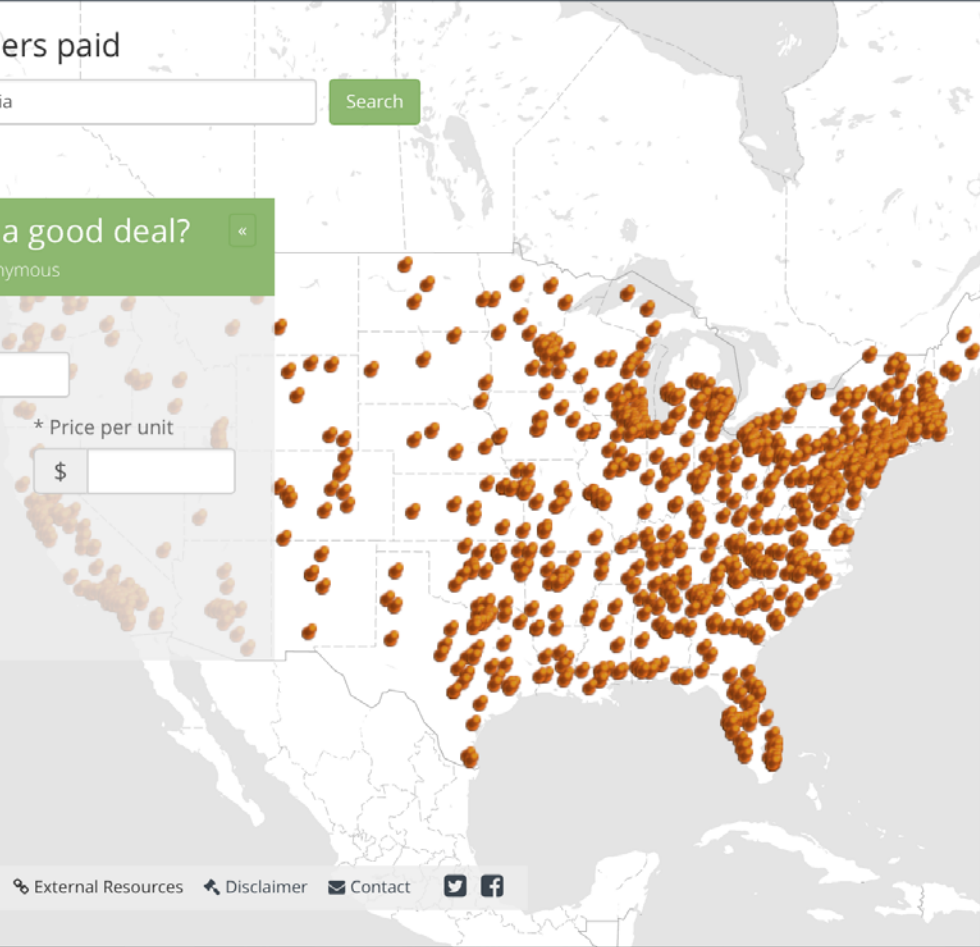 ers paid
ia
Search
a good deal?
«
nymous
* Price per unit
$
External Resources
Disclaimer
Contact